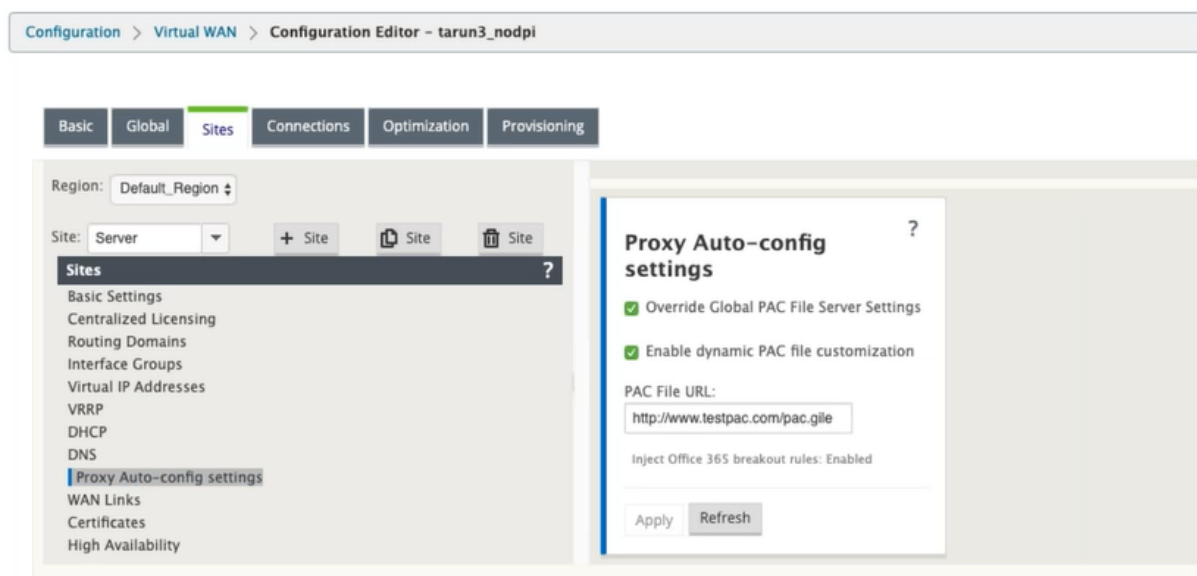 Configuration > Virtual WAN > Configuration Editor – tarun3_nodpi
Basic Global Sites Connections Optimization Provisioning
Region: Default_Region
Site: Server + Site Site Site
Sites ?
Basic Settings
Centralized Licensing
Routing Domains
Interface Groups
Virtual IP Addresses
VRRP
DHCP
DNS
Proxy Auto-config settings
WAN Links
Certificates
High Availability
Proxy Auto-config ?
settings
Override Global PAC File Server Settings
Enable dynamic PAC file customization
PAC File URL:
http://www.testpac.com/pac.gile
Inject Office 365 breakout rules: Enabled
Apply Refresh